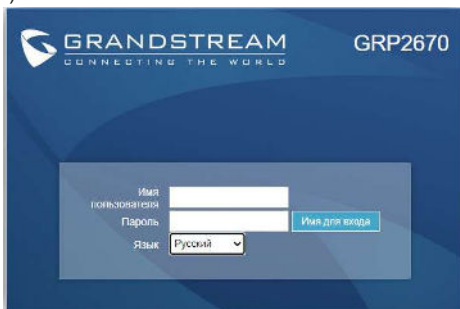 GRANDSTREAM
CONNECTING THE WORLD
GRP2670
Имя
пользователя
Пароль
Имя для входа
Язык
Русский